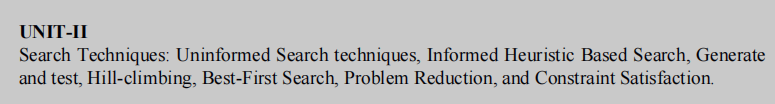 UNIT-II
Search Techniques: Uninformed Search techniques, Informed Heuristic Based Search, Generate
and test, Hill-climbing, Best-First Search, Problem Reduction, and Constraint Satisfaction.